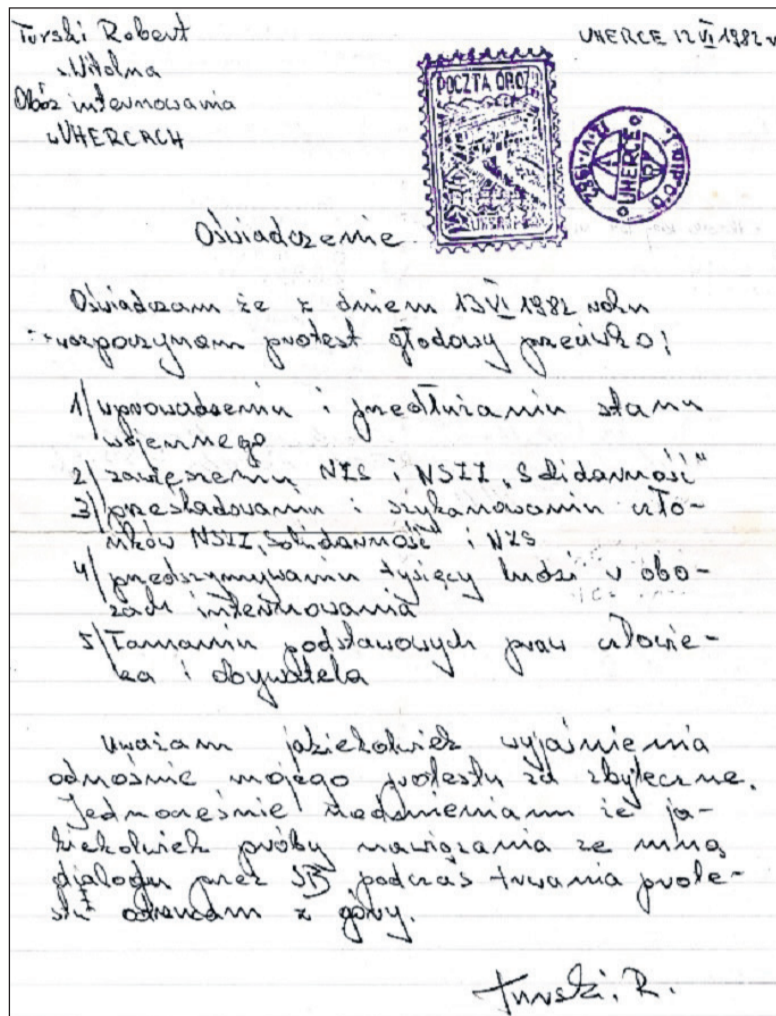 Turski Robert
s. Witolna
Obóz internowania
w UHERCACH
UHERCE 12 VI 1982 r
POCZTA OBOZ
UHERCE
Oświadczenie
Oświadczam że z dniem 13 VI 1982 roku
rozpoczynam protest głodowy przeciwko:
1/ wprowadzeniu i przedłużaniu stanu
wojennego
2/ zawieszeniu NZS i NSZZ „Solidarność"
3/ prześladowaniu i szykanowaniu człon-
ków NSZZ „Solidarność" i NZS
4/ przetrzymywaniu tysięcy ludzi w obo-
zach internowania
5/ łamaniu podstawowych praw człowie-
ka i obywatela
Uważam jakiekolwiek wyjaśnienia
odnośnie mojego protestu za zbyteczne.
Jednocześnie nadmieniam że ja-
kiekolwiek próby nawiązania ze mną
dialogu przez SB podczas trwania prote-
stu odrzucam z góry.
Turski. R.